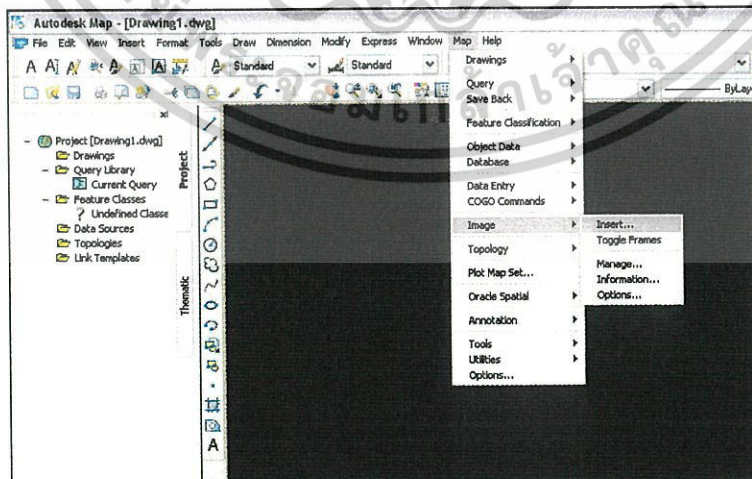 Autodesk Map - [Drawing1.dwg]
File Edit View Insert Format Tools Draw Dimension Modify Express Window Map Help
Standard Standard
ByLaye
Project [Drawing1.dwg]
Drawings
Query Library
Current Query
Feature Classes
Undefined Classe
Data Sources
Topologies
Link Templates
Project
Thematic
Drawings
Query
Save Back
Feature Classification
Object Data
Database
Data Entry
COGO Commands
Image
Topology
Plot Map Set...
Oracle Spatial
Annotation
Tools
Utilities
Options...
Insert...
Toggle Frames
Manage...
Information...
Options...